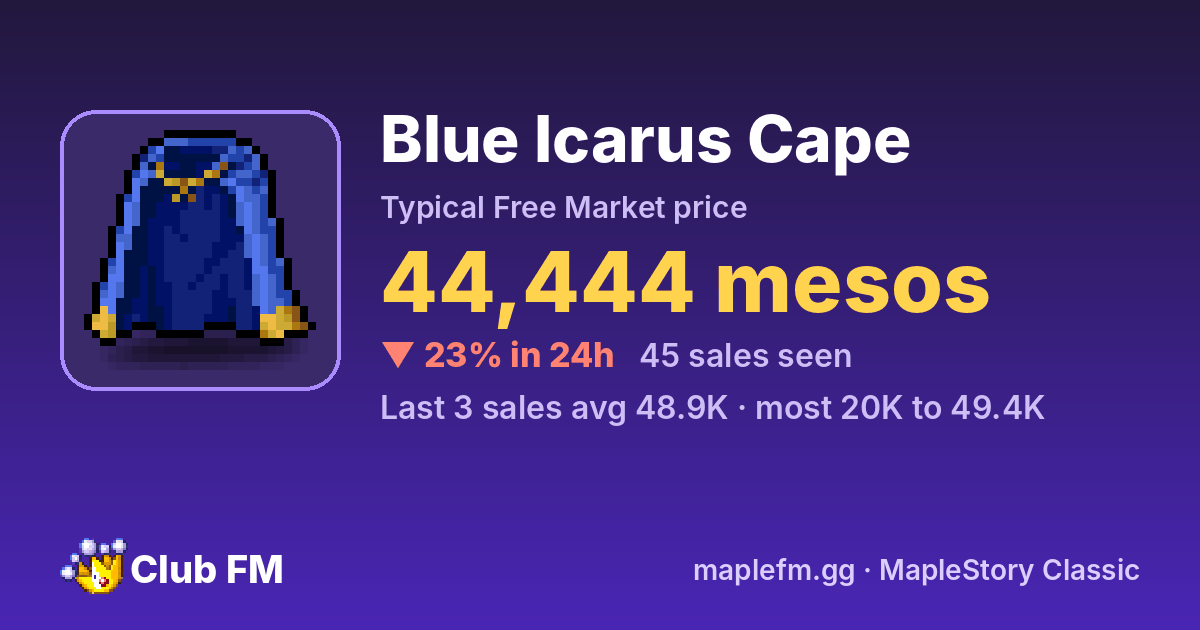 Blue Icarus Cape
Typical Free Market price
44,444 mesos
▼ 23% in 24h 45 sales seen
Last 3 sales avg 48.9K · most 20K to 49.4K
Club FM
maplefm.gg · MapleStory Classic